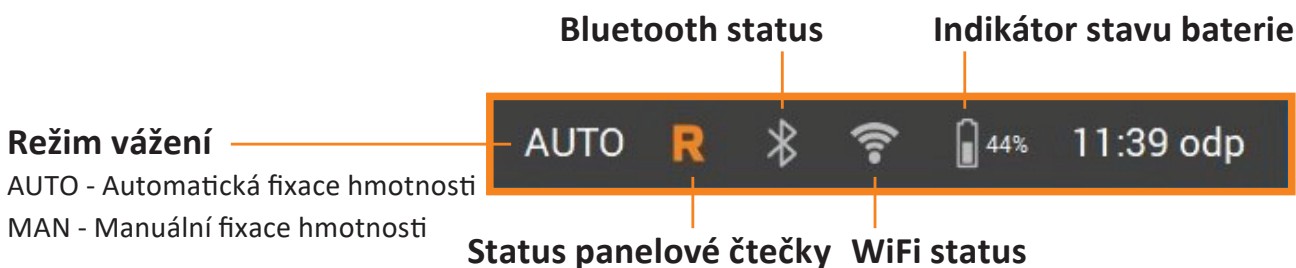 Bluetooth status Indikátor stavu baterie
Režim vážení
AUTO R 44% 11:39 odp
AUTO - Automatická fixace hmotnosti
MAN - Manuální fixace hmotnosti
Status panelové čtečky WiFi status